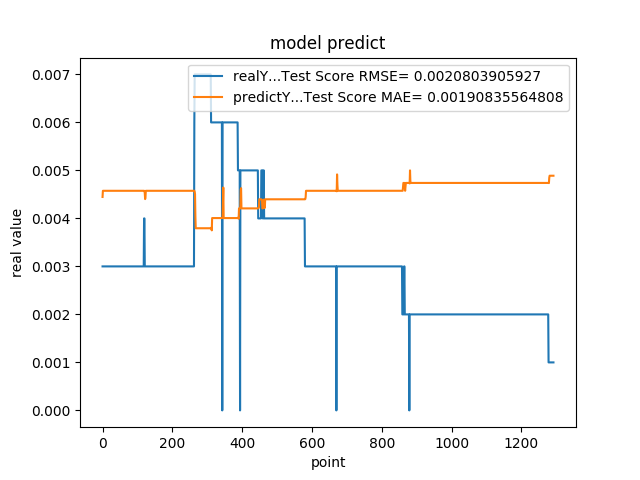 model predict
realY...Test Score RMSE= 0.0020803905927
predictY...Test Score MAE= 0.00190835564808
0.007
0.006
0.005
0.004
0.003
0.002
0.001
0.000
real value
0 200 400 600 800 1000 1200
point